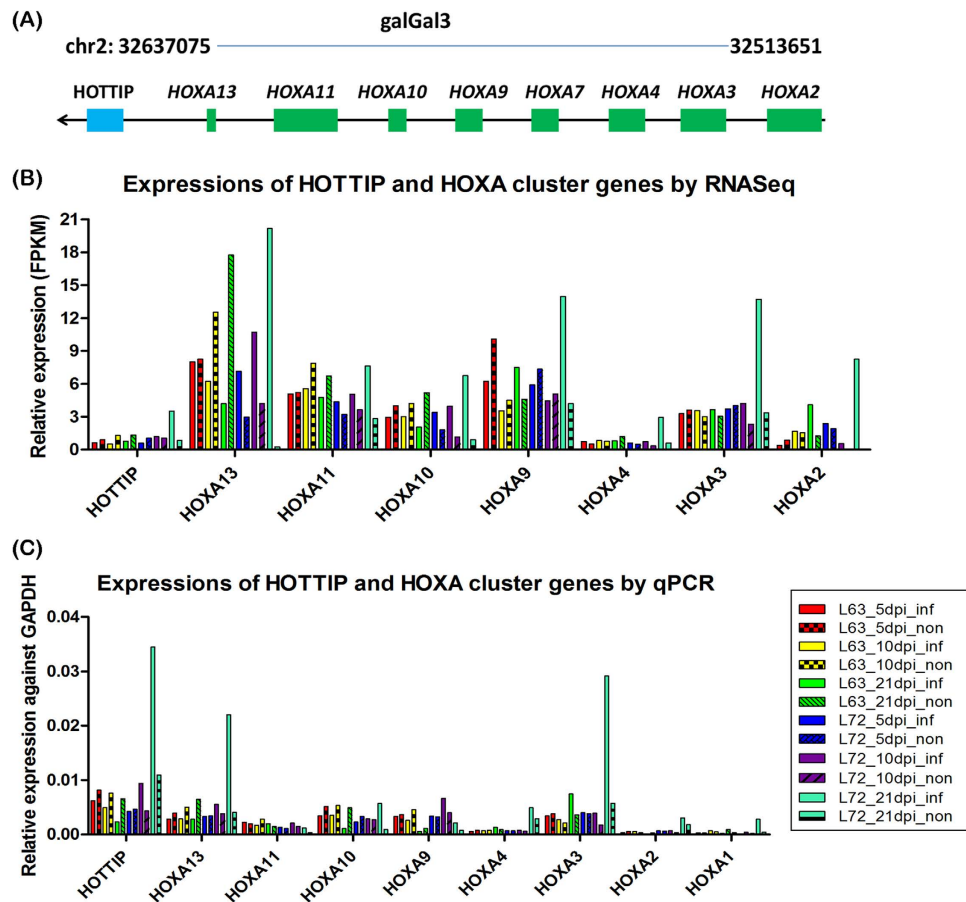 (A)
galGal3
chr2: 32637075 32513651
HOTTIP HOXA13 HOXA11 HOXA10 HOXA9 HOXA7 HOXA4 HOXA3 HOXA2
(B)
Expressions of HOTTIP and HOXA cluster genes by RNASeq
Relative expression (FPKM)
21
18
15
12
9
6
3
0
HOTTIP HOXA13 HOXA11 HOXA10 HOXA9 HOXA4 HOXA3 HOXA2
(C)
Expressions of HOTTIP and HOXA cluster genes by qPCR
Relative expression against GAPDH
0.04
0.03
0.02
0.01
0.00
HOTTIP HOXA13 HOXA11 HOXA10 HOXA9 HOXA4 HOXA3 HOXA2 HOXA1
L63_5dpi_inf
L63_5dpi_non
L63_10dpi_inf
L63_10dpi_non
L63_21dpi_inf
L63_21dpi_non
L72_5dpi_inf
L72_5dpi_non
L72_10dpi_inf
L72_10dpi_non
L72_21dpi_inf
L72_21dpi_non